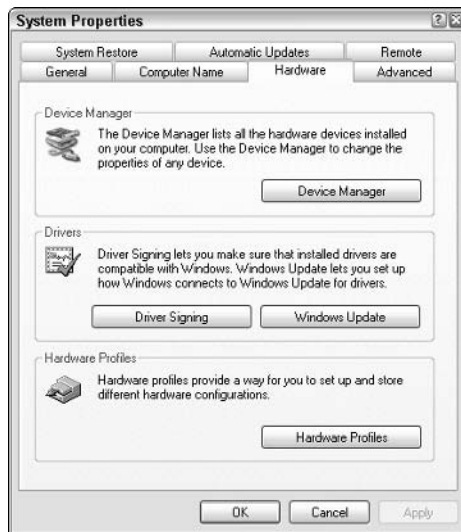 System Properties
System Restore Automatic Updates Remote
General Computer Name Hardware Advanced
Device Manager
The Device Manager lists all the hardware devices installed
on your computer. Use the Device Manager to change the
properties of any device.
Device Manager
Drivers
Driver Signing lets you make sure that installed drivers are
compatible with Windows. Windows Update lets you set up
how Windows connects to Windows Update for drivers.
Driver Signing Windows Update
Hardware Profiles
Hardware profiles provide a way for you to set up and store
different hardware configurations.
Hardware Profiles
OK Cancel Apply